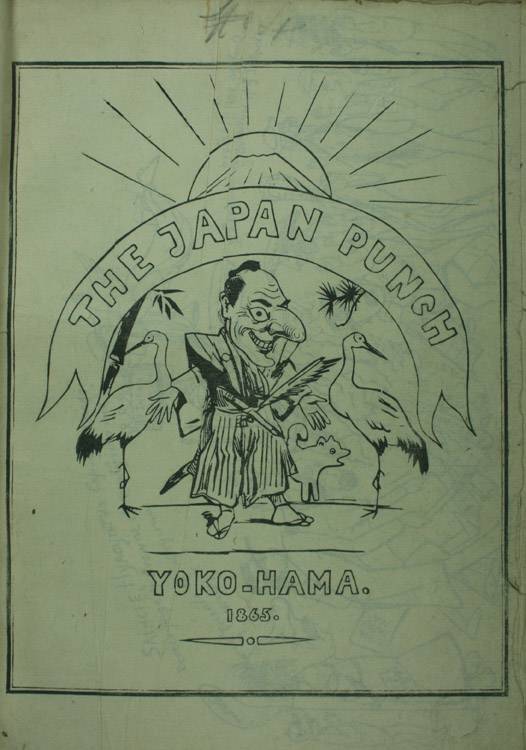 THE JAPAN PUNCH
YOKO-HAMA.
1865.